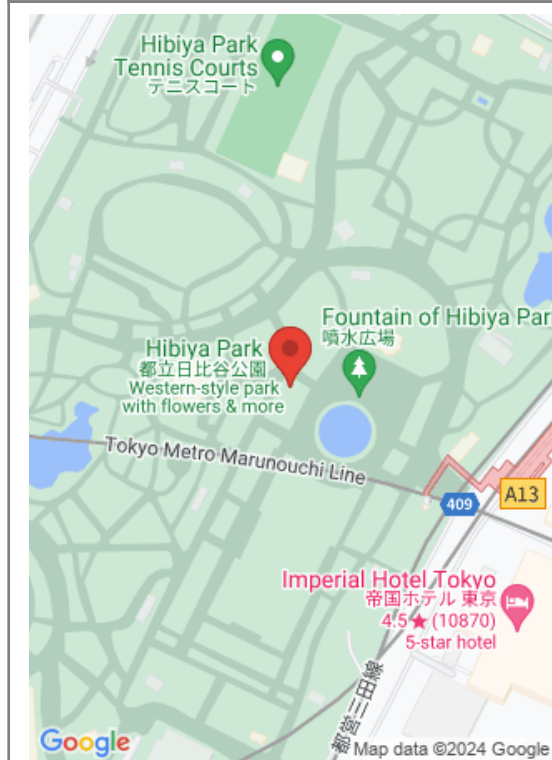 Hibiya Park
Tennis Courts
テニスコート
Fountain of Hibiya Par
噴水広場
Hibiya Park
都立日比谷公園
Western-style park
with flowers & more
Tokyo Metro Marunouchi Line
A13
409
Imperial Hotel Tokyo
帝国ホテル 東京
4.5★(10870)
5-star hotel
都営三田線
Google
Map data ©2024 Google